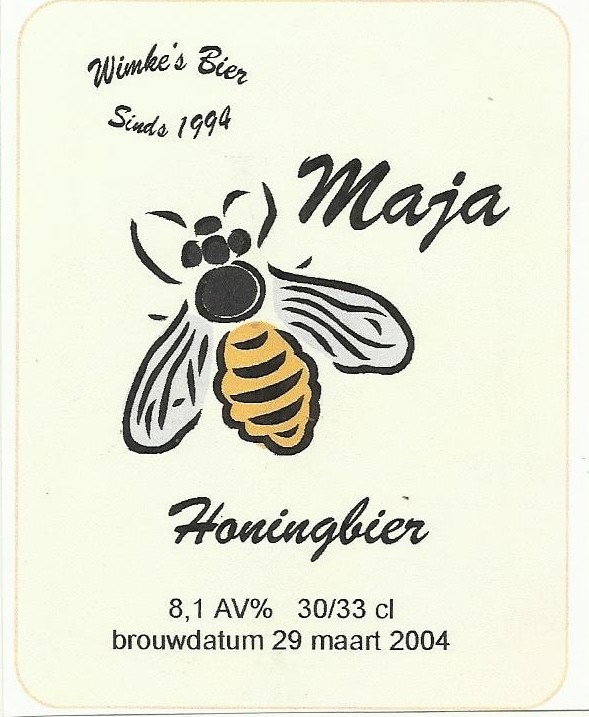 Wimke's Bier
Sinds 1994
Maja
Honingbier
8,1 AV% 30/33 cl
brouwdatum 29 maart 2004